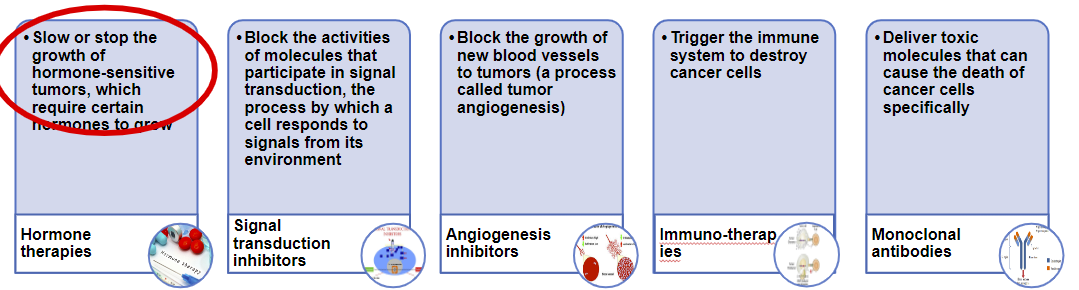 • Slow or stop the
growth of
hormone-sensitive
tumors, which
require certain
hormones to grow
• Block the activities
of molecules that
participate in signal
transduction, the
process by which a
cell responds to
signals from its
environment
• Block the growth of
new blood vessels
to tumors (a process
called tumor
angiogenesis)
• Trigger the immune
system to destroy
cancer cells
• Deliver toxic
molecules that can
cause the death of
cancer cells
specifically
Hormone
therapies
Hormone therapy
Signal
transduction
inhibitors
Angiogenesis
inhibitors
Immuno-therap
ies
Monoclonal
antibodies